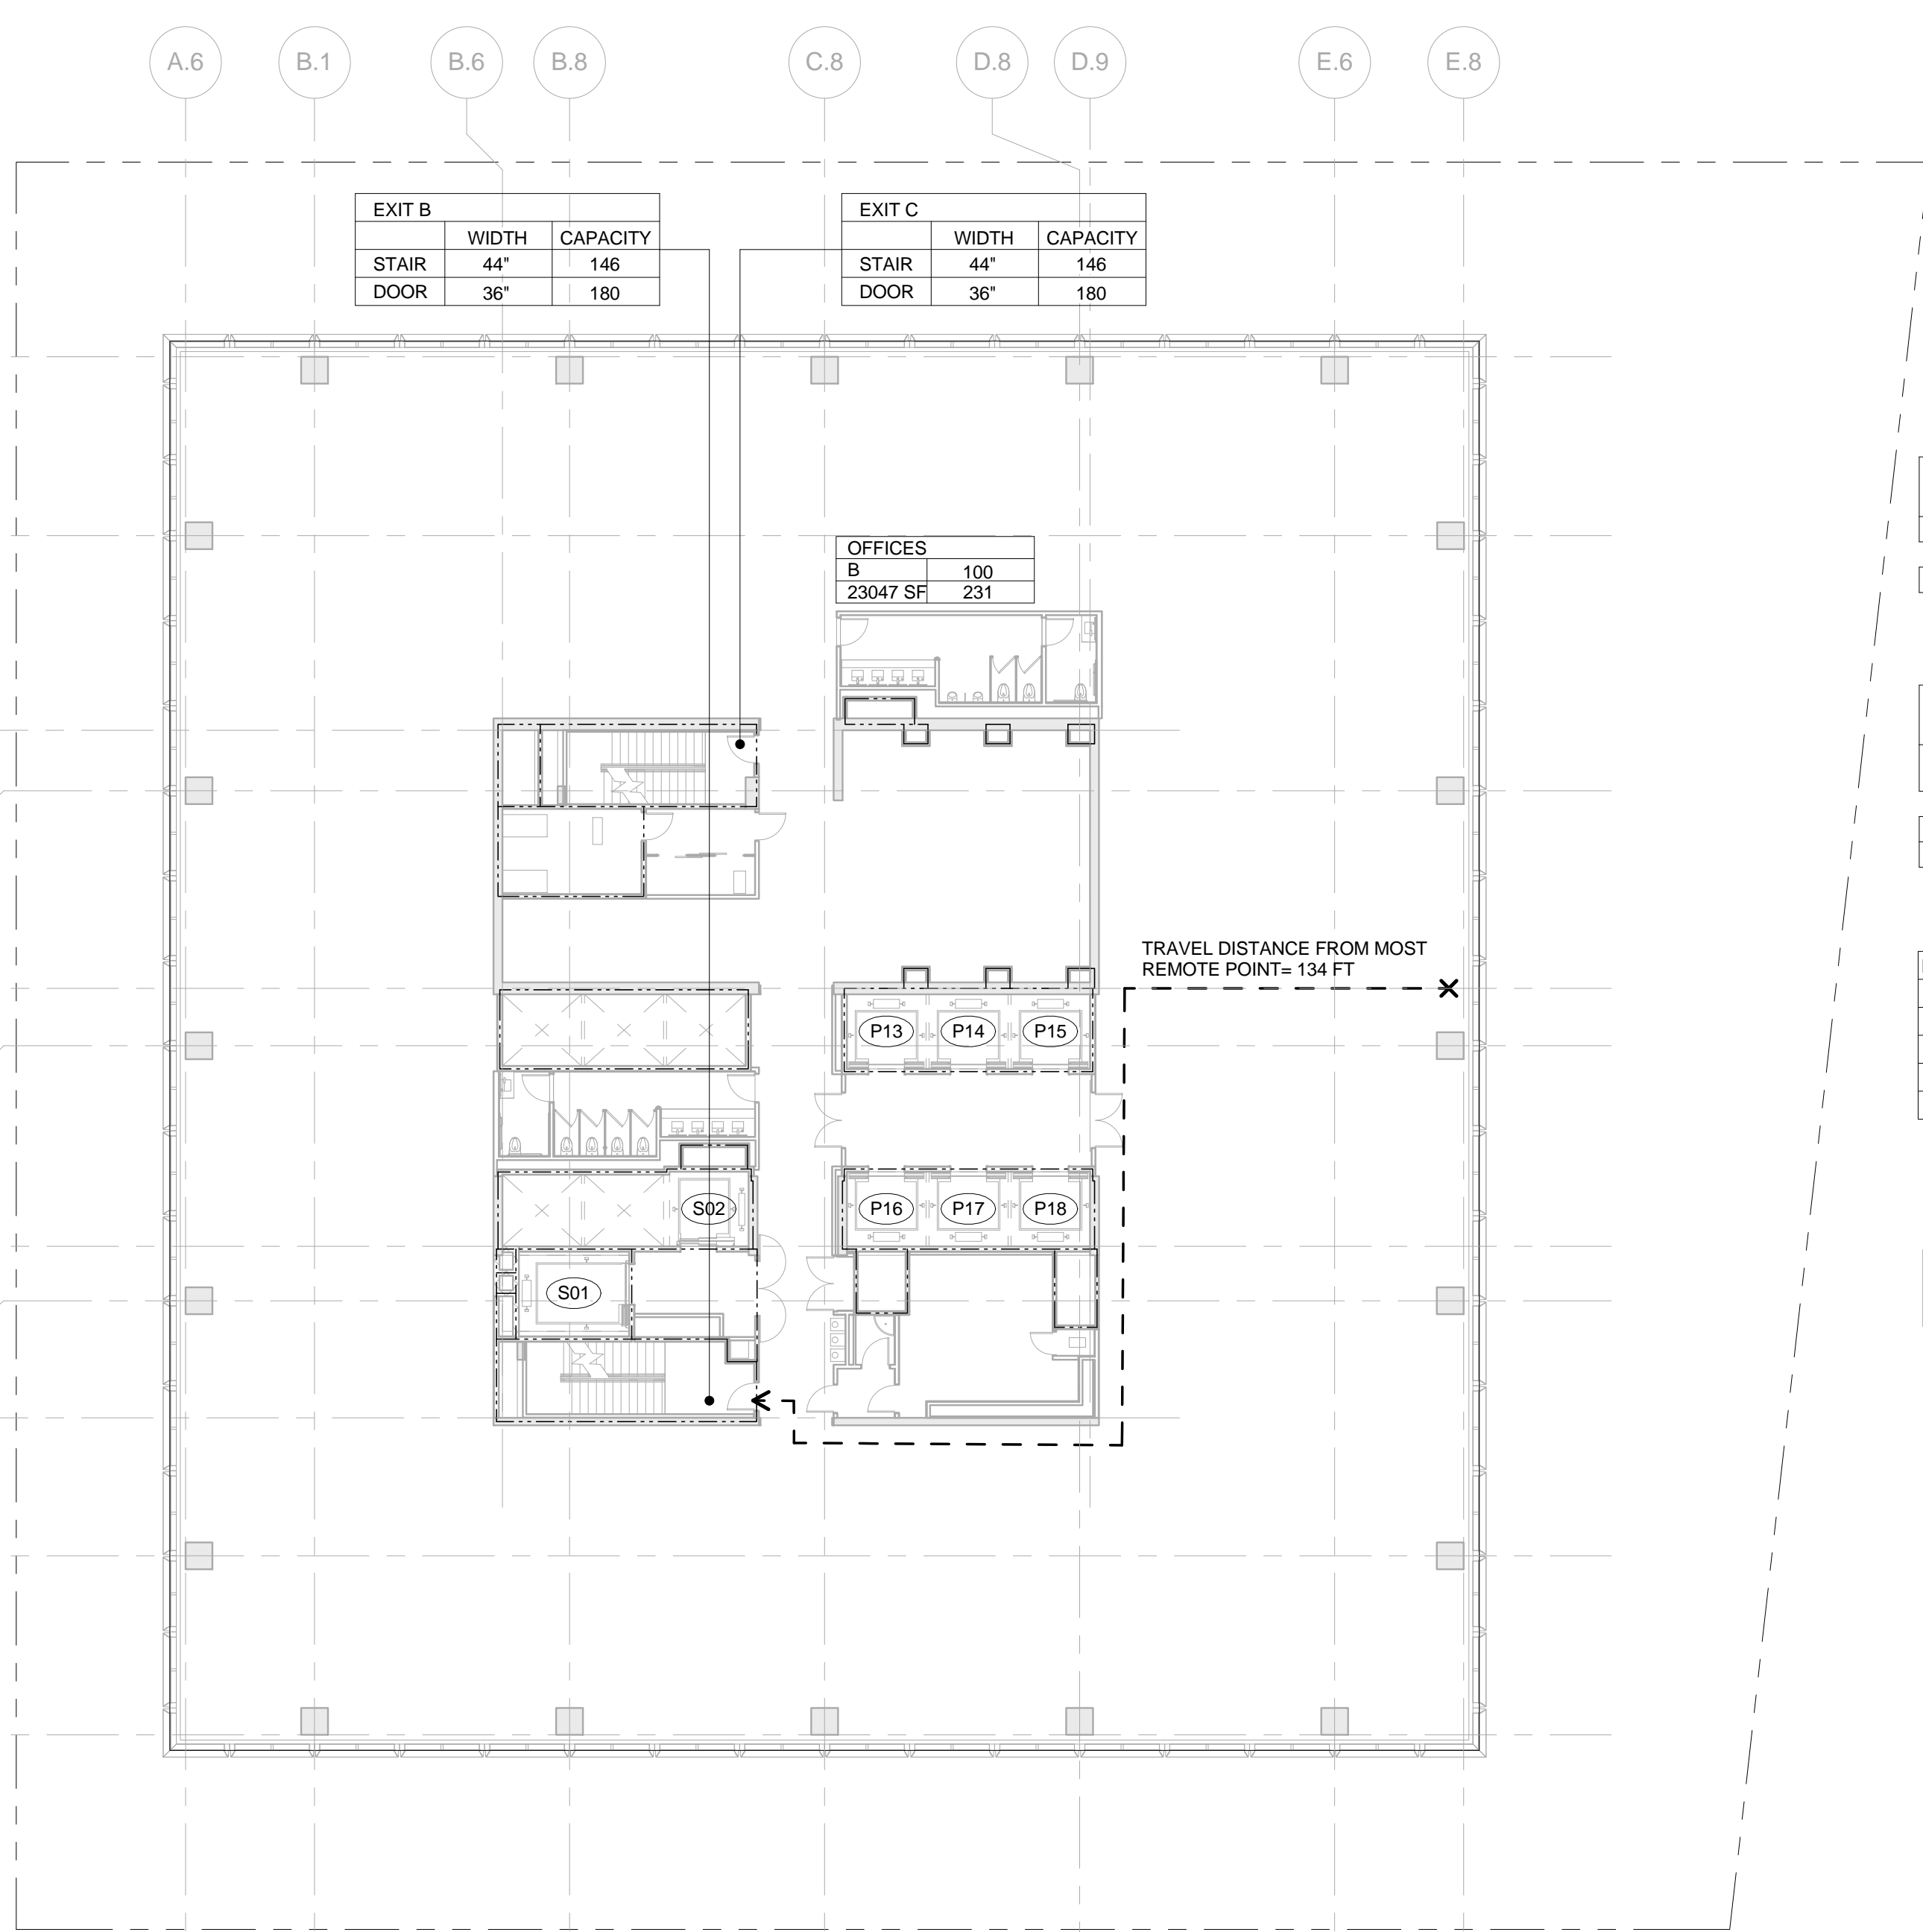 A.6 B.1 B.6 B.8 C.8 D.8 D.9 E.6 E.8
EXIT B
WIDTH CAPACITY
STAIR 44" 146
DOOR 36" 180
EXIT C
WIDTH CAPACITY
STAIR 44" 146
DOOR 36" 180
OFFICES
B 100
23047 SF 231
TRAVEL DISTANCE FROM MOST
REMOTE POINT= 134 FT
P13 P14 P15
S02 P16 P17 P18
S01